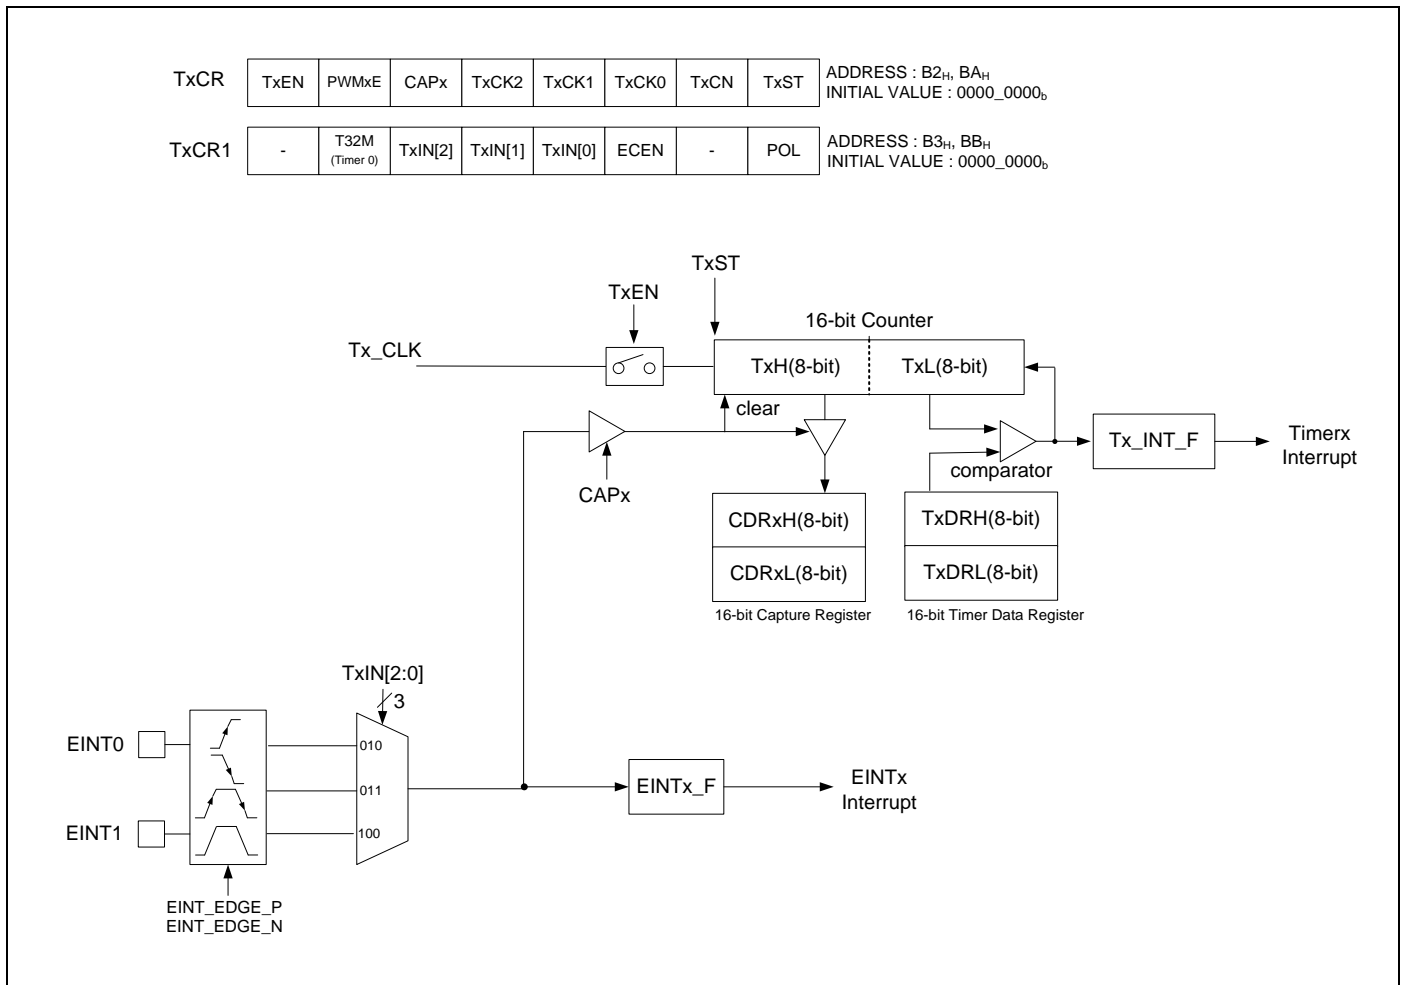 TxCR TxEN PWMxE CAPx TxCK2 TxCK1 TxCK0 TxCN TxST ADDRESS : B2H, BAH
INITIAL VALUE : 0000_0000b
TxCR1 - T32M TxIN[2] TxIN[1] TxIN[0] ECEN - POL ADDRESS : B3H, BBH
(Timer 0) INITIAL VALUE : 0000_0000b
TxST
TxEN
16-bit Counter
Tx_CLK
TxH(8-bit) TxL(8-bit)
clear
Tx_INT_F
Timerx
Interrupt
comparator
CAPx
CDRxH(8-bit) TxDRH(8-bit)
CDRxL(8-bit) TxDRL(8-bit)
16-bit Capture Register 16-bit Timer Data Register
TxIN[2:0]
3
EINT0
010
011
EINT1
100
EINTx_F
EINTx
Interrupt
EINT_EDGE_P
EINT_EDGE_N